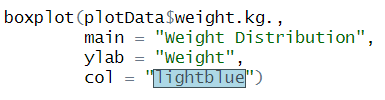 boxplot(plotData$weight.kg.,
        main = "Weight Distribution",
        ylab = "Weight",
        col = "lightblue")